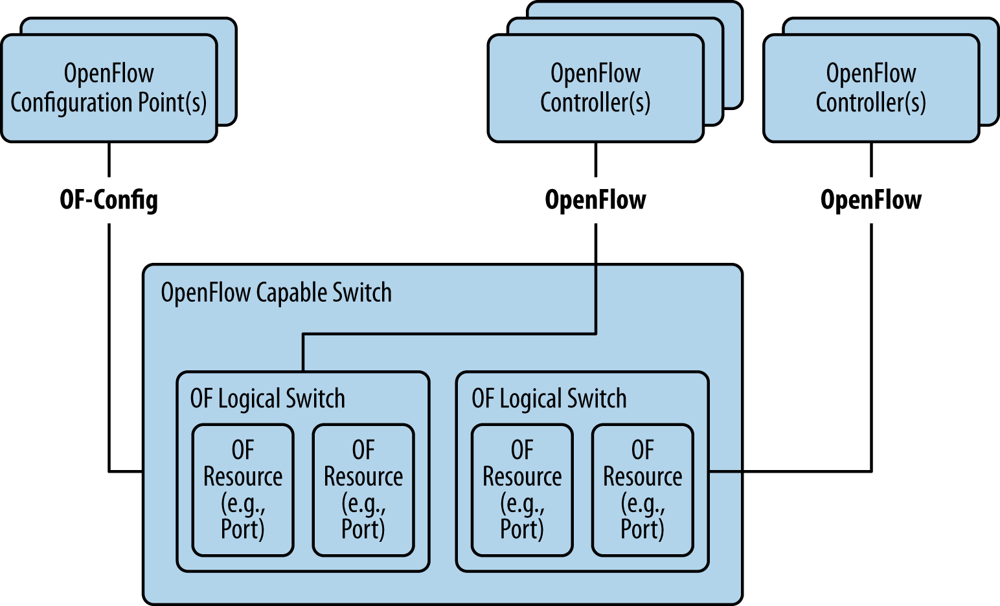 OpenFlow
Configuration Point(s)
OpenFlow
Controller(s)
OpenFlow
Controller(s)
OF-Config
OpenFlow
OpenFlow
OpenFlow Capable Switch
OF Logical Switch
OF
Resource
(e.g.,
Port)
OF
Resource
(e.g.,
Port)
OF Logical Switch
OF
Resource
(e.g.,
Port)
OF
Resource
(e.g.,
Port)